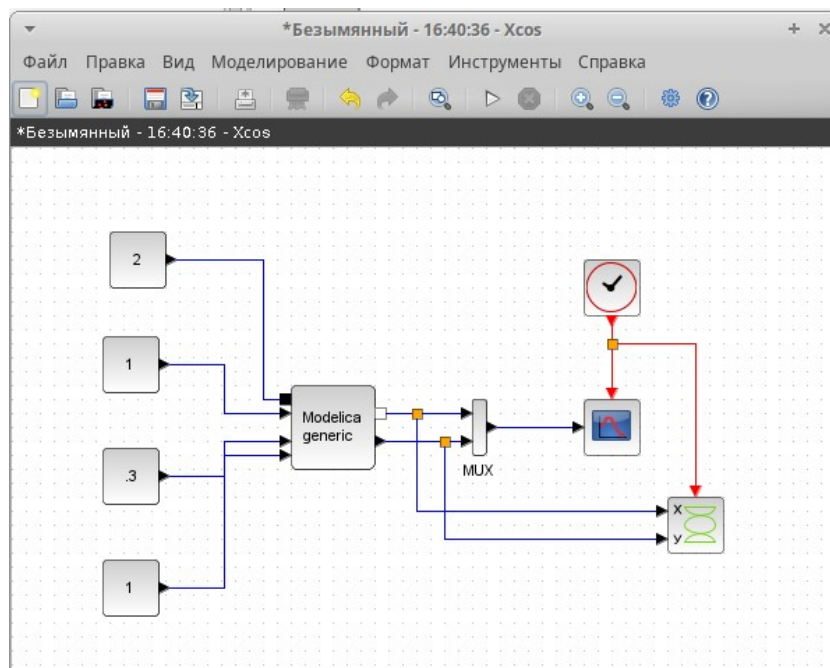 *Безымянный - 16:40:36 - Xcos
Файл Правка Вид Моделирование Формат Инструменты Справка
*Безымянный - 16:40:36 - Xcos
2
1
Modelica
generic
.3
MUX
X
У
1